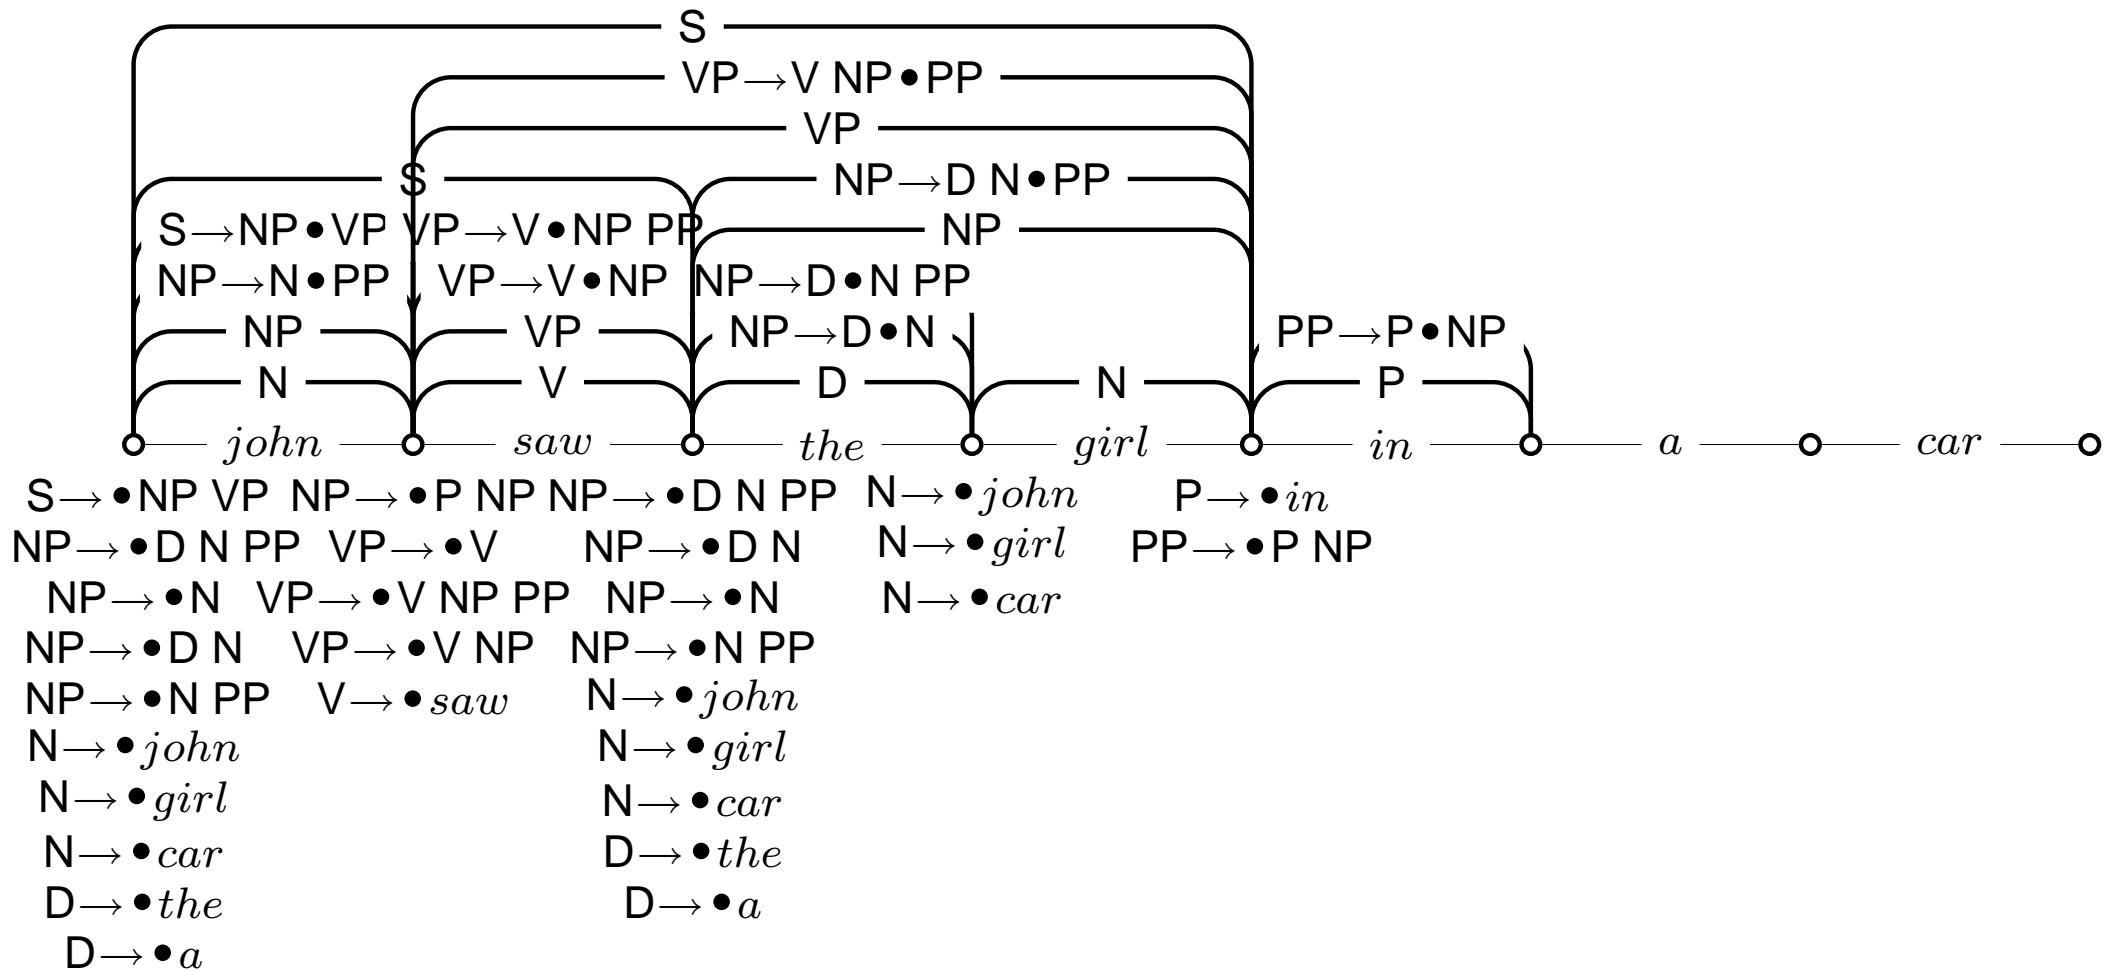 S
VP→V NP•PP
VP
S NP→D N•PP
S→NP•VP VP→V•NP PP NP
NP→N•PP VP→V•NP NP→D•N PP
NP VP NP→D•N PP→P•NP
N V D N P
john saw the girl in a car
S→•NP VP NP→•P NP NP→•D N PP N→•john P→•in
NP→•D N PP VP→•V NP→•D N N→•girl PP→•P NP
NP→•N VP→•V NP PP NP→•N N→•car
NP→•D N VP→•V NP NP→•N PP
NP→•N PP V→•saw N→•john
N→•john N→•girl
N→•girl N→•car
N→•car D→•the
D→•the D→•a
D→•a